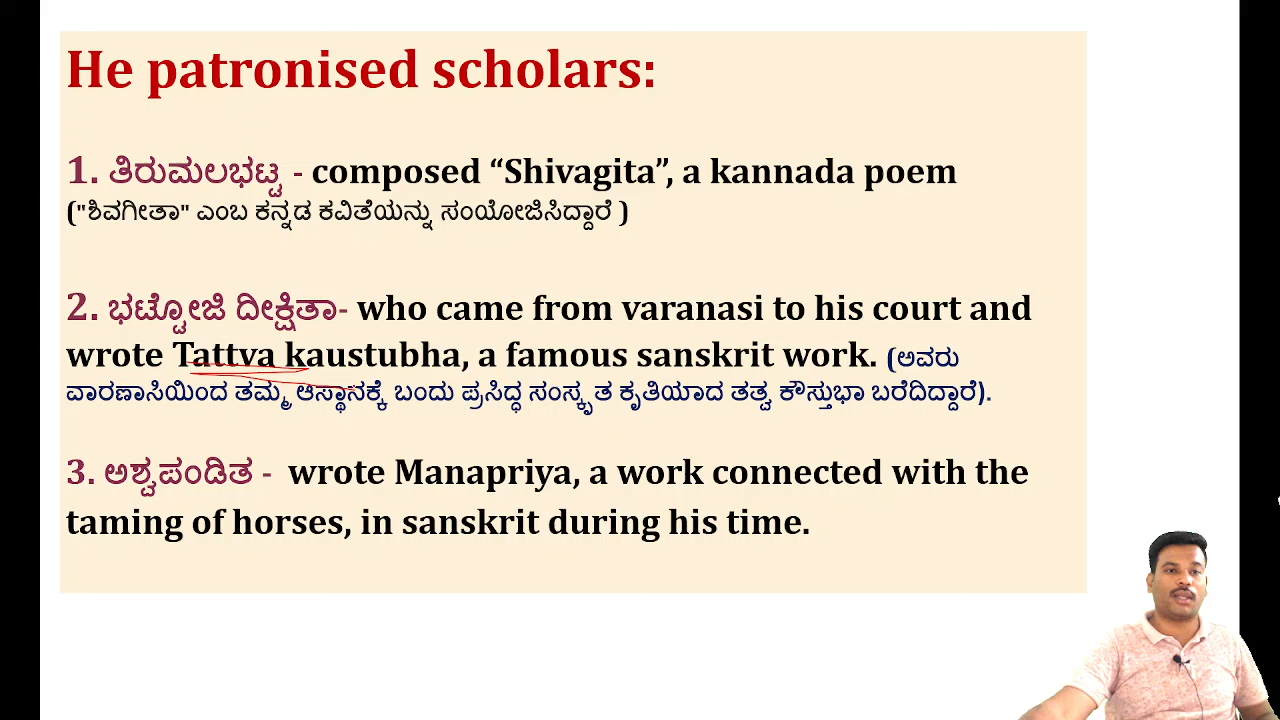 He patronised scholars:
1. ತಿರುಮಲಭಟ್ಟ - composed “Shivagita”, a kannada poem
("ಶಿವಗೀತಾ" ಎಂಬ ಕನ್ನಡ ಕವಿತೆಯನ್ನು ಸಂಯೋಜಿಸಿದ್ದಾರೆ )
2. ಭಟ್ಟೋಜಿ ದೀಕ್ಷಿತಾ- who came from varanasi to his court and
wrote Tattva kaustubha, a famous sanskrit work. (ಅವರು
ವಾರಣಾಸಿಯಿಂದ ತಮ್ಮ ಆಸ್ಥಾನಕ್ಕೆ ಬಂದು ಪ್ರಸಿದ್ಧ ಸಂಸ್ಕೃತ ಕೃತಿಯಾದ ತತ್ವ ಕೌಸ್ತುಭಾ ಬರೆದಿದ್ದಾರೆ).
3. ಅಶ್ವಪಂಡಿತ - wrote Manapriya, a work connected with the
taming of horses, in sanskrit during his time.